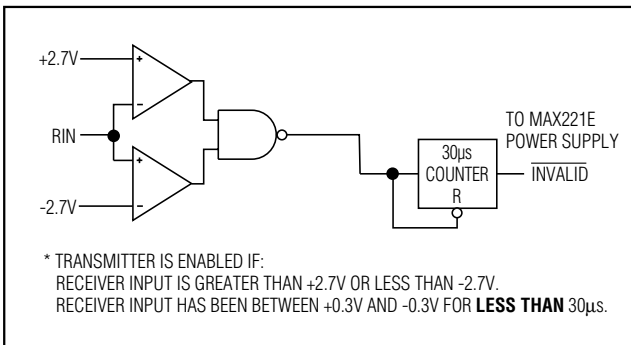 +2.7V
+
-
RIN
+
-
-2.7V
30µs
COUNTER
R
TO MAX221E
POWER SUPPLY
INVALID
* TRANSMITTER IS ENABLED IF:
RECEIVER INPUT IS GREATER THAN +2.7V OR LESS THAN -2.7V.
RECEIVER INPUT HAS BEEN BETWEEN +0.3V AND -0.3V FOR LESS THAN 30µs.